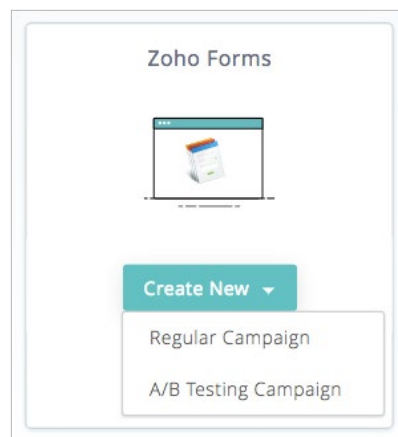 Zoho Forms
Create New
Regular Campaign
A/B Testing Campaign